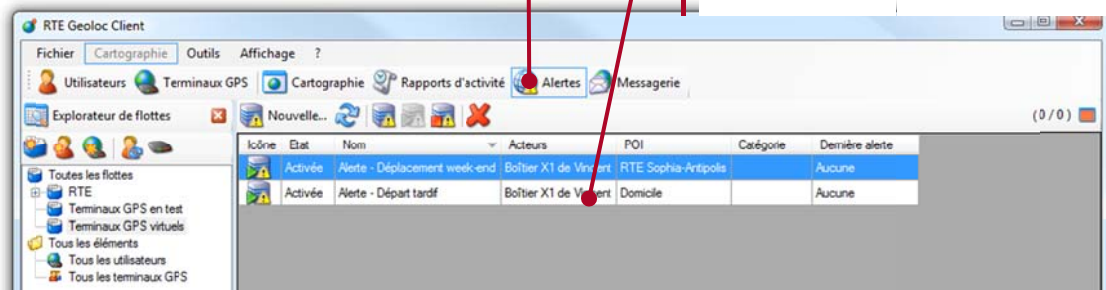 RTE Geoloc Client
Fichier Cartographie Outils Affichage ?
Utilisateurs Terminaux GPS Cartographie Rapports d'activité Alertes Messagerie
Explorateur de flottes Nouvelle... (0/0)
Icône Etat Nom Acteurs POI Catégorie Dernière alerte
Activée Alerte - Déplacement week-end Boîtier X1 de Vincent RTE Sophia-Antipolis Aucune
Activée Alerte - Départ tardif Boîtier X1 de Vincent Domicile Aucune
Toutes les flottes
RTE
Terminaux GPS en test
Terminaux GPS virtuels
Tous les éléments
Tous les utilisateurs
Tous les terminaux GPS